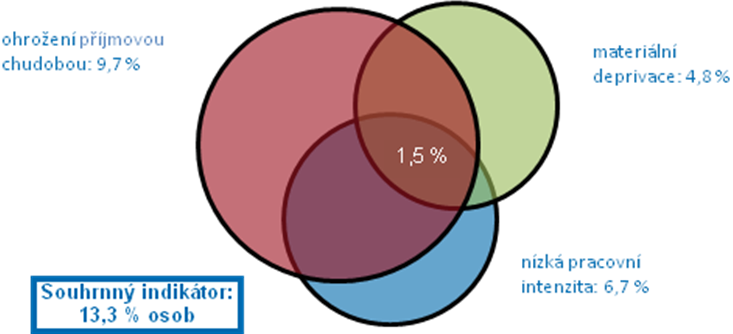 ohrožení příjmovou
chudobou: 9,7 %
materiální
deprivace: 4,8 %
1,5 %
nízká pracovní
intenzita: 6,7 %
Souhrnný indikátor:
13,3 % osob